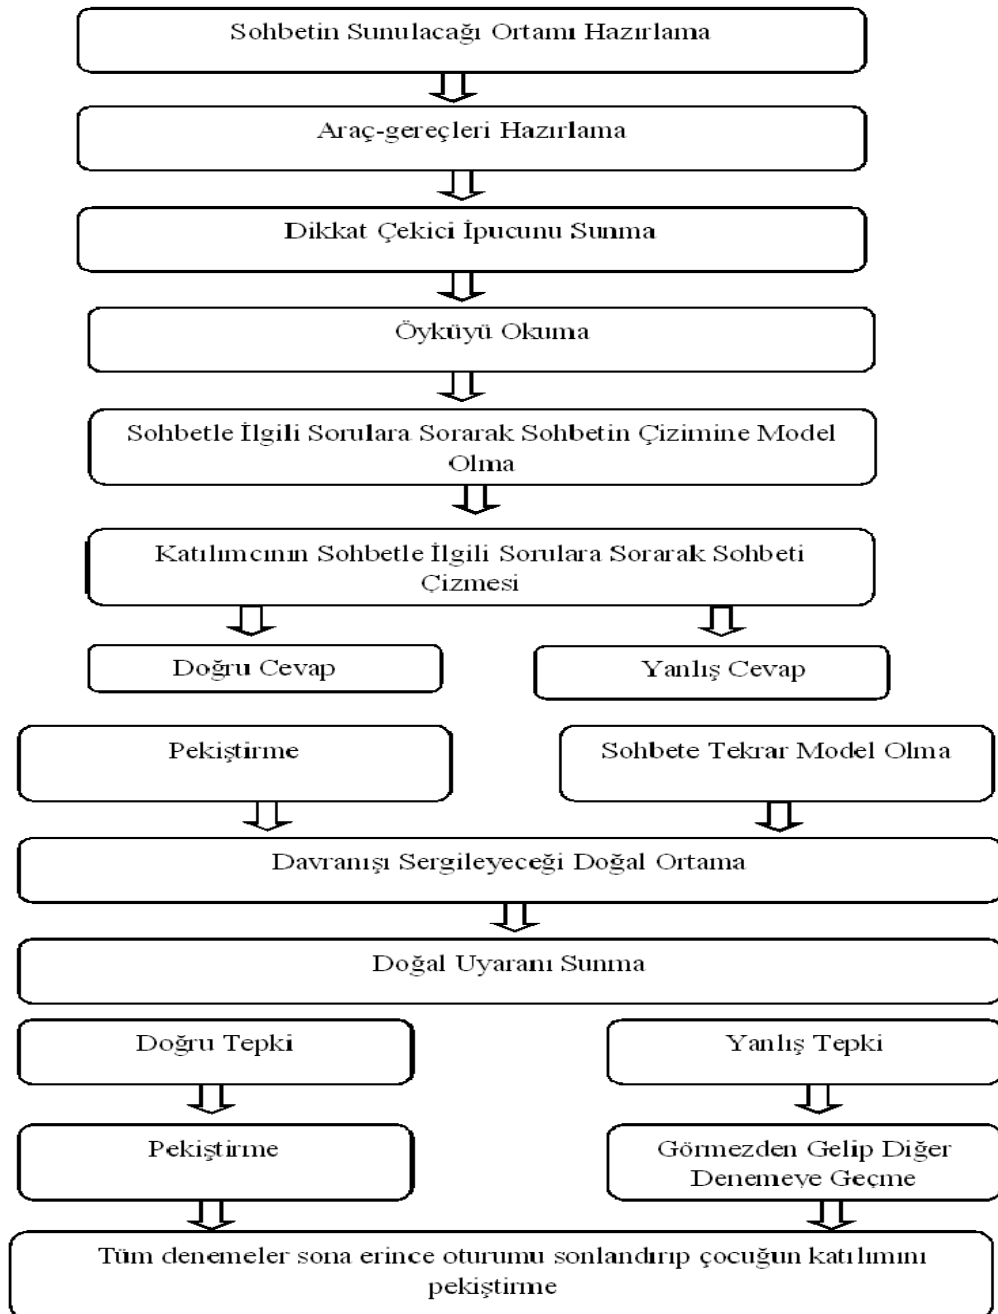 Sohbetin Sunulacağı Ortamı Hazırlama
Araç-gereçleri Hazırlama
Dikkat Çekici İpucunu Sunma
Öyküyü Okuma
Sohbetle İlgili Sorulara Sorarak Sohbetin Çizimine Model
Olma
Katılımcının Sohbetle İlgili Sorulara Sorarak Sohbeti
Çizmesi
Doğru Cevap
Yanlış Cevap
Pekiştirme
Sohbete Tekrar Model Olma
Davranışı Sergileyeceği Doğal Ortama
Doğal Uyaranı Sunma
Doğru Tepki
Yanlış Tepki
Pekiştirme
Görmezden Gelip Diğer
Denemeye Geçme
Tüm denemeler sona erince oturumu sonlandırıp çocuğun katılımını
pekiştirme